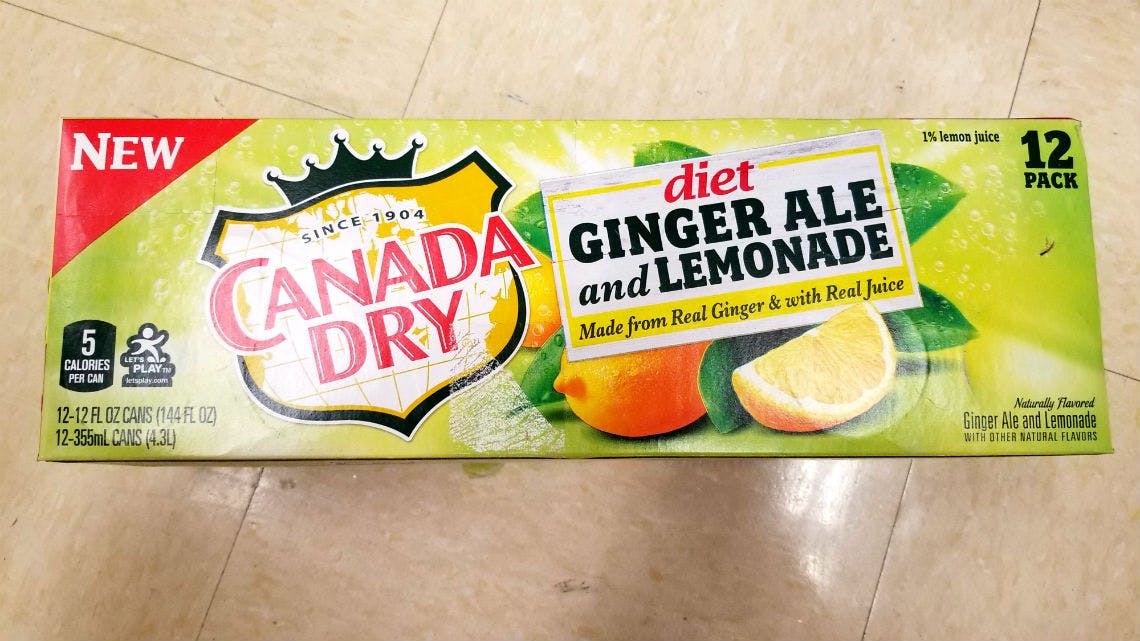 NEW
SINCE 1904
CANADA
DRY
diet
GINGER ALE
and LEMONADE
Made from Real Ginger & with Real Juice
1% lemon juice
12
PACK
5
CALORIES
PER CAN
LET'S
PLAY™
letsplay.com
12-12 FL OZ CANS (144 FL OZ)
12-355mL CANS (4.3L)
Naturally Flavored
Ginger Ale and Lemonade
WITH OTHER NATURAL FLAVORS